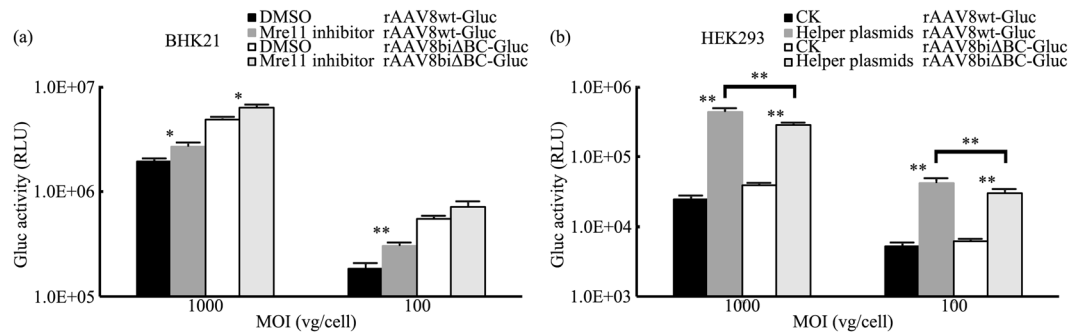 (a)
BHK21
DMSO rAAV8wt-Gluc
Mre11 inhibitor rAAV8wt-Gluc
DMSO rAAV8biΔBC-Gluc
Mre11 inhibitor rAAV8biΔBC-Gluc
Gluc activity (RLU)
1.0E+07
1.0E+06
1.0E+05
*
*
**
1000 100
MOI (vg/cell)
(b)
HEK293
CK rAAV8wt-Gluc
Helper plasmids rAAV8wt-Gluc
CK rAAV8biΔBC-Gluc
Helper plasmids rAAV8biΔBC-Gluc
Gluc activity (RLU)
1.0E+06
1.0E+05
1.0E+04
1.0E+03
**
** **
**
** **
1000 100
MOI (vg/cell)